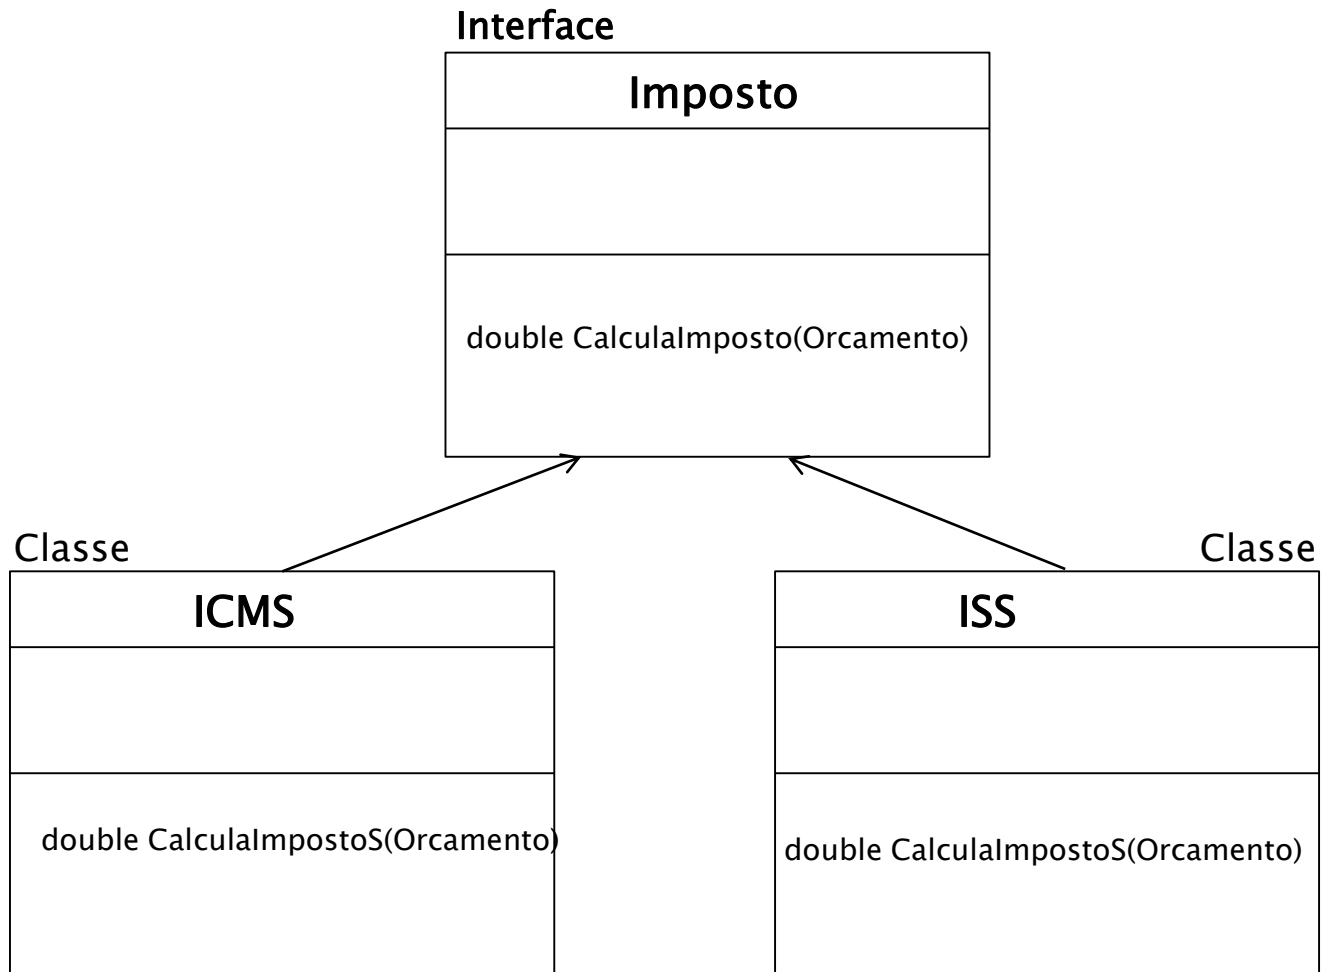 Interface
Imposto
double CalculaImposto(Orcamento)
Classe
ICMS
double CalculaImpostoS(Orcamento)
Classe
ISS
double CalculaImpostoS(Orcamento)